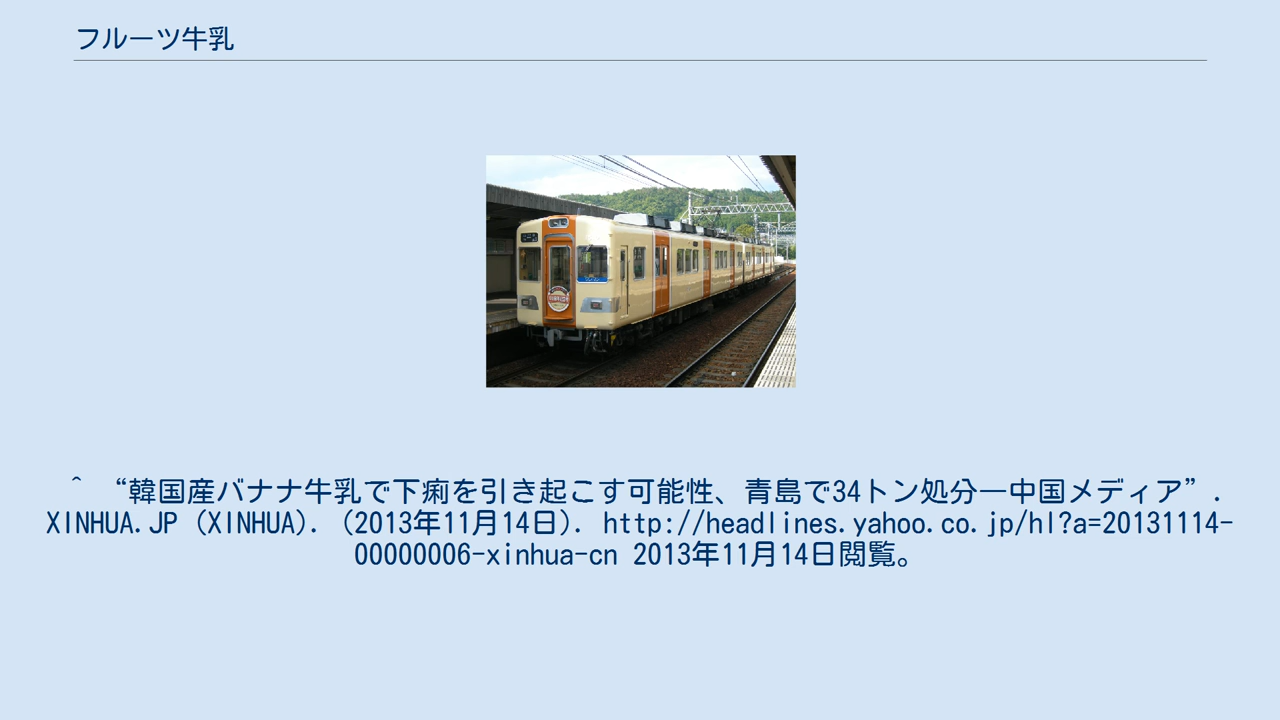 フルーツ牛乳
^ “韓国産バナナ牛乳で下痢を引き起こす可能性、青島で34トン処分―中国メディア”.
XINHUA.JP (XINHUA). (2013年11月14日). http://headlines.yahoo.co.jp/hl?a=20131114-
00000006-xinhua-cn 2013年11月14日閲覧。